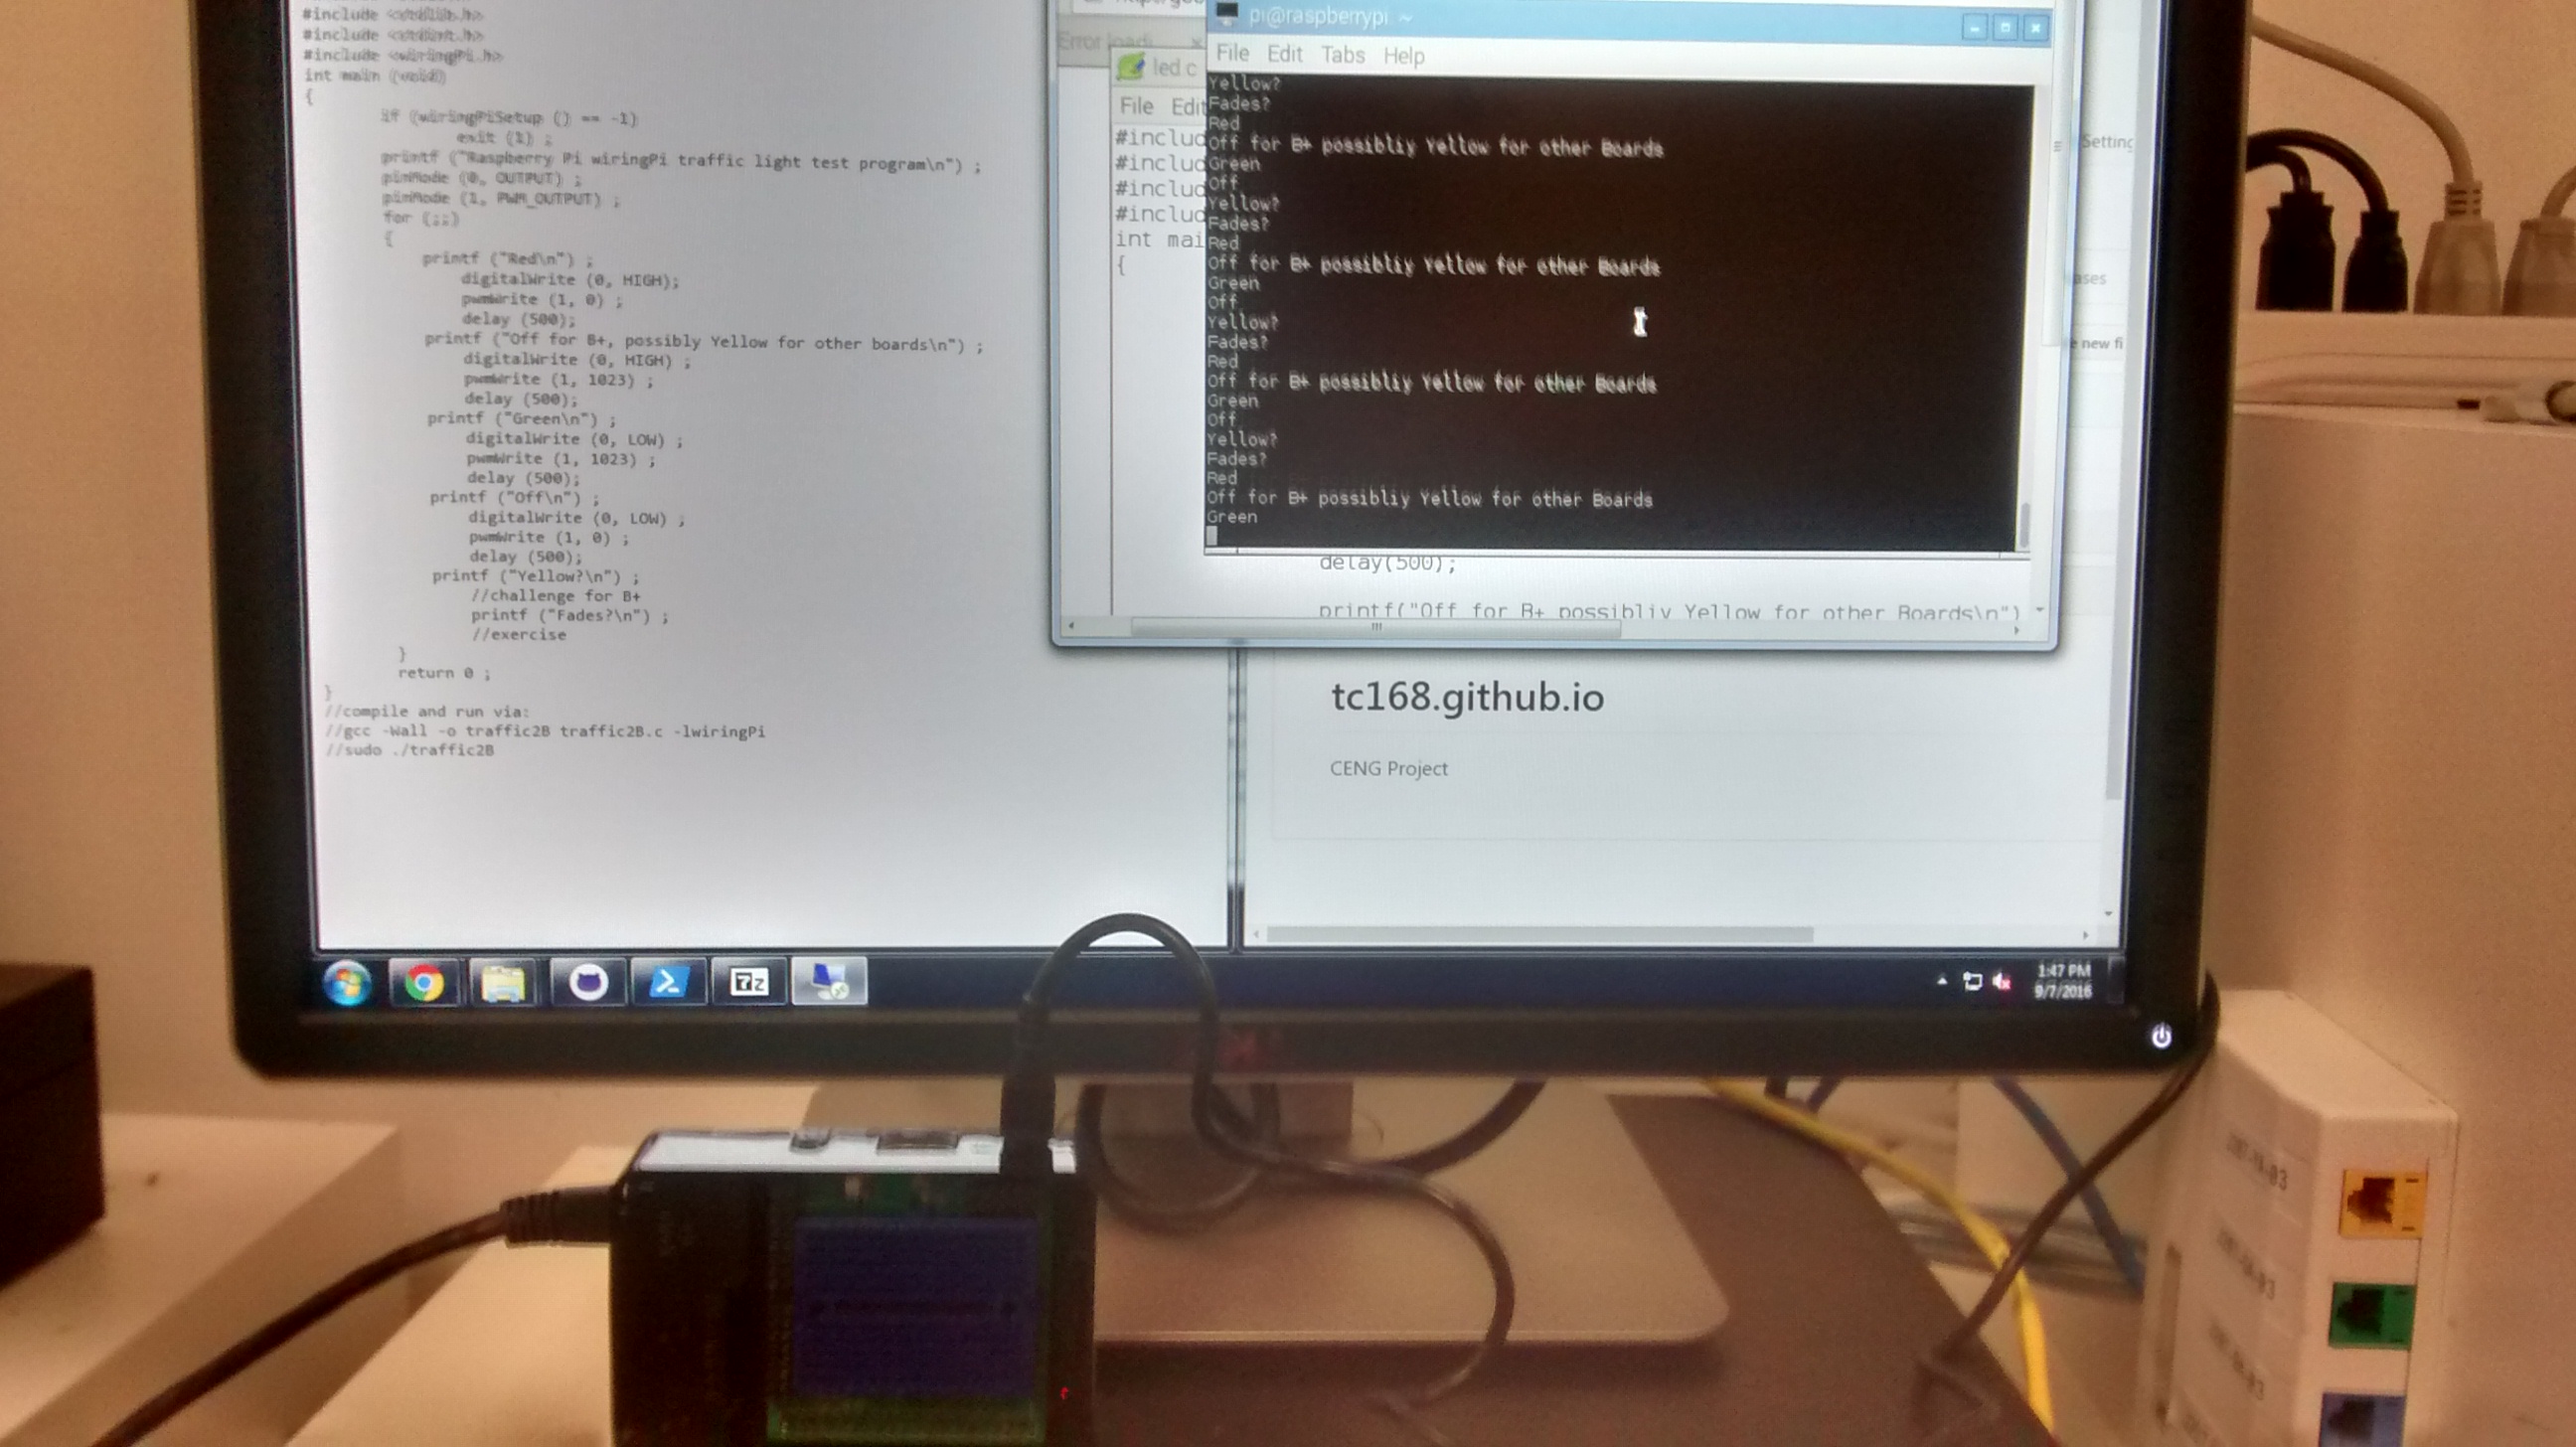 #include <stdlib.h>
#include
#include <wiringPi.h>
int main (void)
{
if (wiringPiSetup () == -1)
exit (1) ;
printf ("Raspberry Pi wiringPi traffic light test program\n") ;
pinMode (0, OUTPUT) ;
pinMode (1, PWM_OUTPUT) ;
for (;;)
{
printf ("Red\n") ;
digitalWrite (0, HIGH);
pwmWrite (1, 0) ;
delay (500);
printf ("Off for B+, possibly Yellow for other boards\n") ;
digitalWrite (0, HIGH) ;
pwmWrite (1, 1023) ;
delay (500);
printf ("Green\n") ;
digitalWrite (0, LOW) ;
pwmWrite (1, 1023) ;
delay (500);
printf ("Off\n") ;
digitalWrite (0, LOW) ;
pwmWrite (1, 0) ;
delay (500);
printf ("Yellow?\n") ;
//challenge for B+
printf ("Fades?\n") ;
//exercise
}
return 0 ;
}
//compile and run via:
//gcc -Wall -o traffic2B traffic2B.c -lwiringPi
//sudo ./traffic2B
Error loadi
led.c
File Edit
#includ
#includ
#includ
#includ
int mai
{
pi@raspberrypi: ~
File Edit Tabs Help
Yellow?
Fades?
Red
Off for B+ possibliy Yellow for other Boards
Green
Off
Yellow?
Fades?
Red
Off for B+ possibliy Yellow for other Boards
Green
Off
Yellow?
Fades?
Red
Off for B+ possibliy Yellow for other Boards
Green
Off
Yellow?
Fades?
Red
Off for B+ possibliy Yellow for other Boards
Green
delay(500);
printf("Off for B+ possibliy Yellow for other Boards\n")
Setting
ases
new fi
tc168.github.io
CENG Project
7z
1:47 PM
9/7/2016